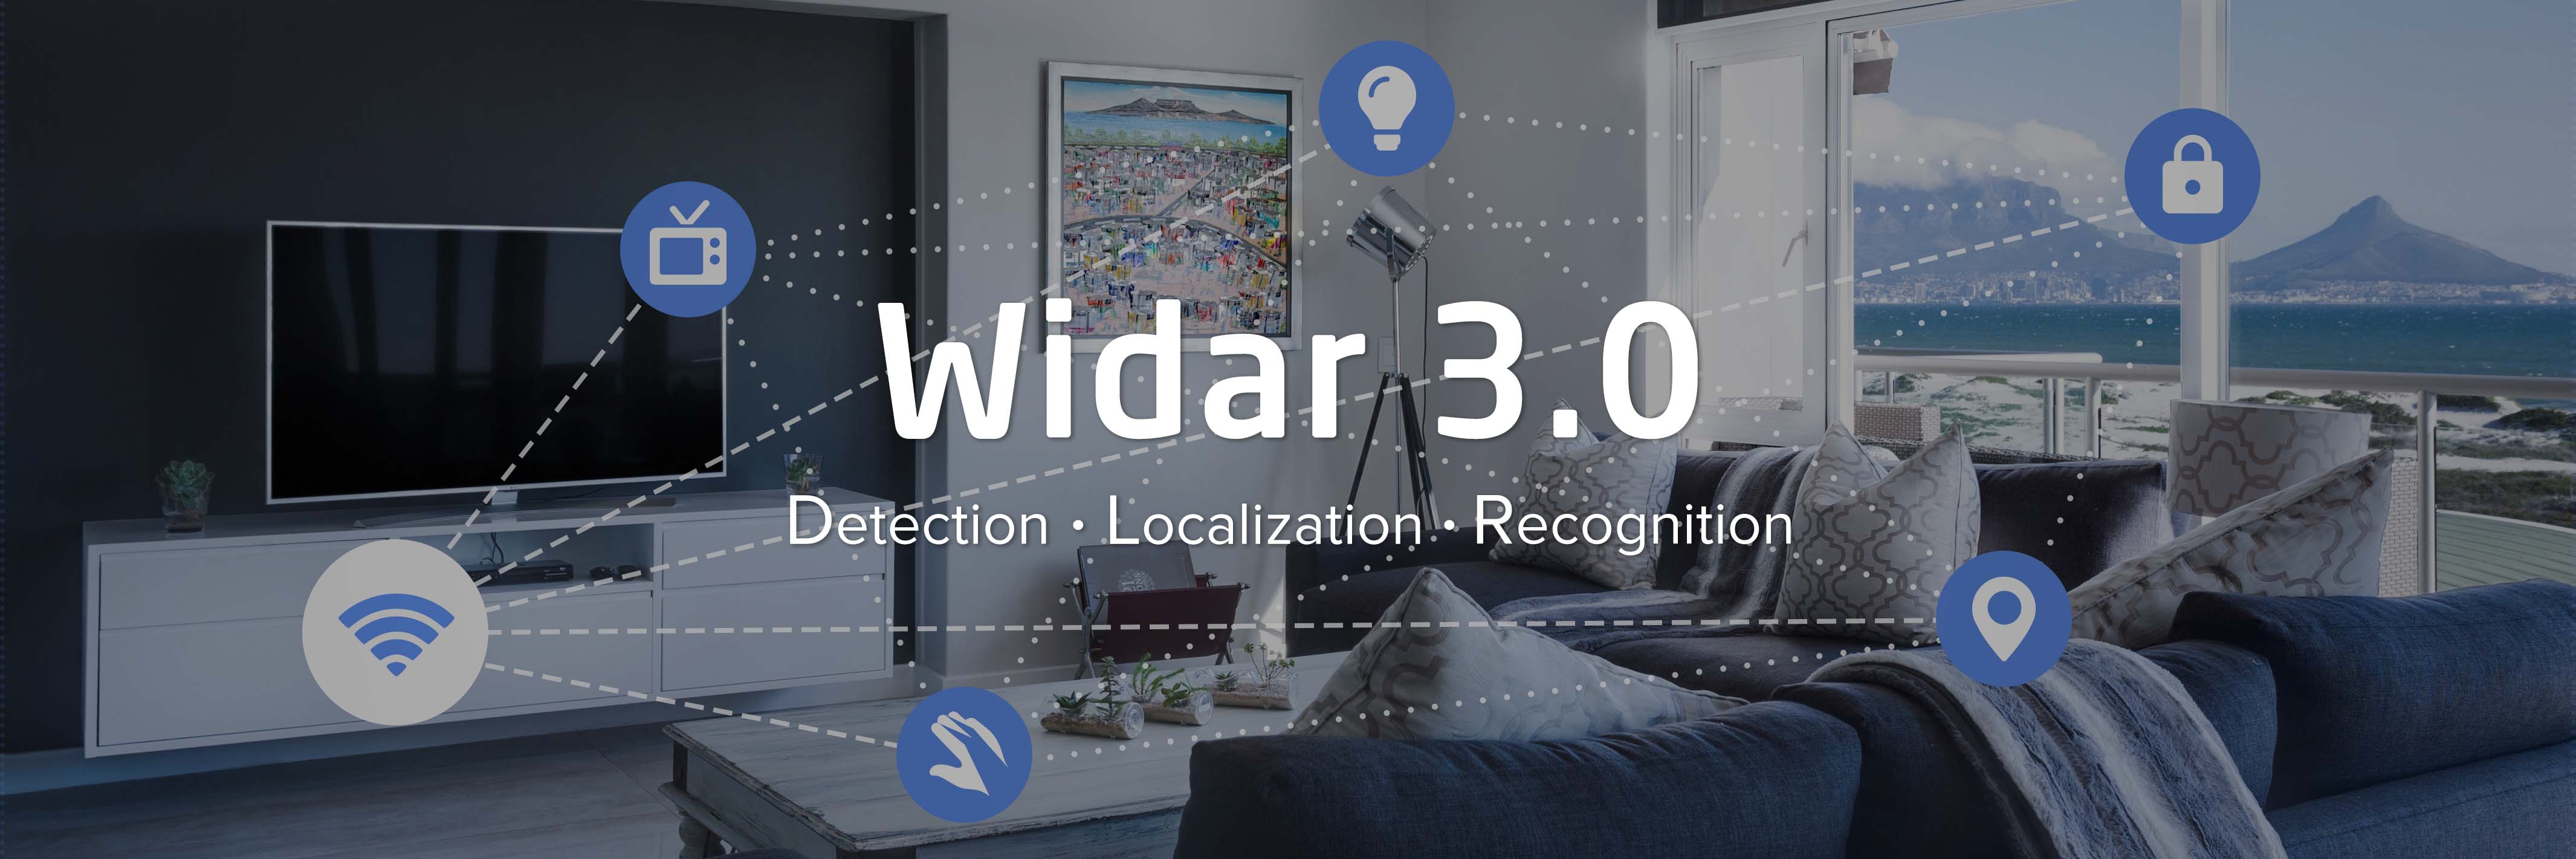 Widar 3.0
Detection • Localization • Recognition